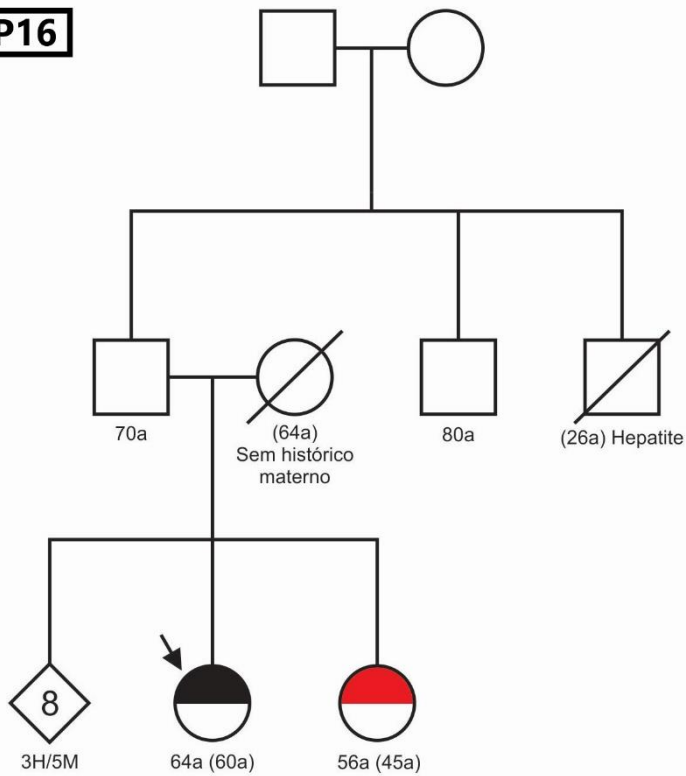 P16
70a
(64a)
Sem histórico
materno
80a
(26a) Hepatite
8
3H/5M
64a (60a)
56a (45a)